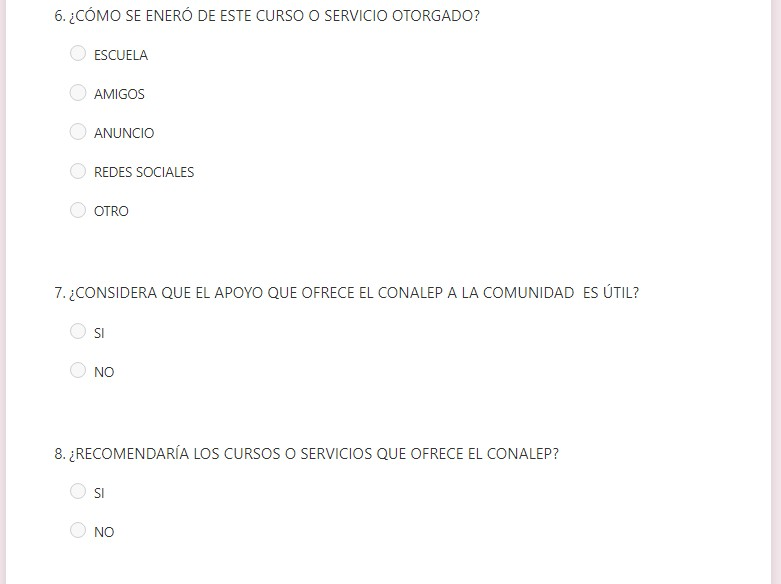 6. ¿CÓMO SE ENERÓ DE ESTE CURSO O SERVICIO OTORGADO?
ESCUELA
AMIGOS
ANUNCIO
REDES SOCIALES
OTRO
7. ¿CONSIDERA QUE EL APOYO QUE OFRECE EL CONALEP A LA COMUNIDAD  ES ÚTIL?
SI
NO
8. ¿RECOMENDARÍA LOS CURSOS O SERVICIOS QUE OFRECE EL CONALEP?
SI
NO